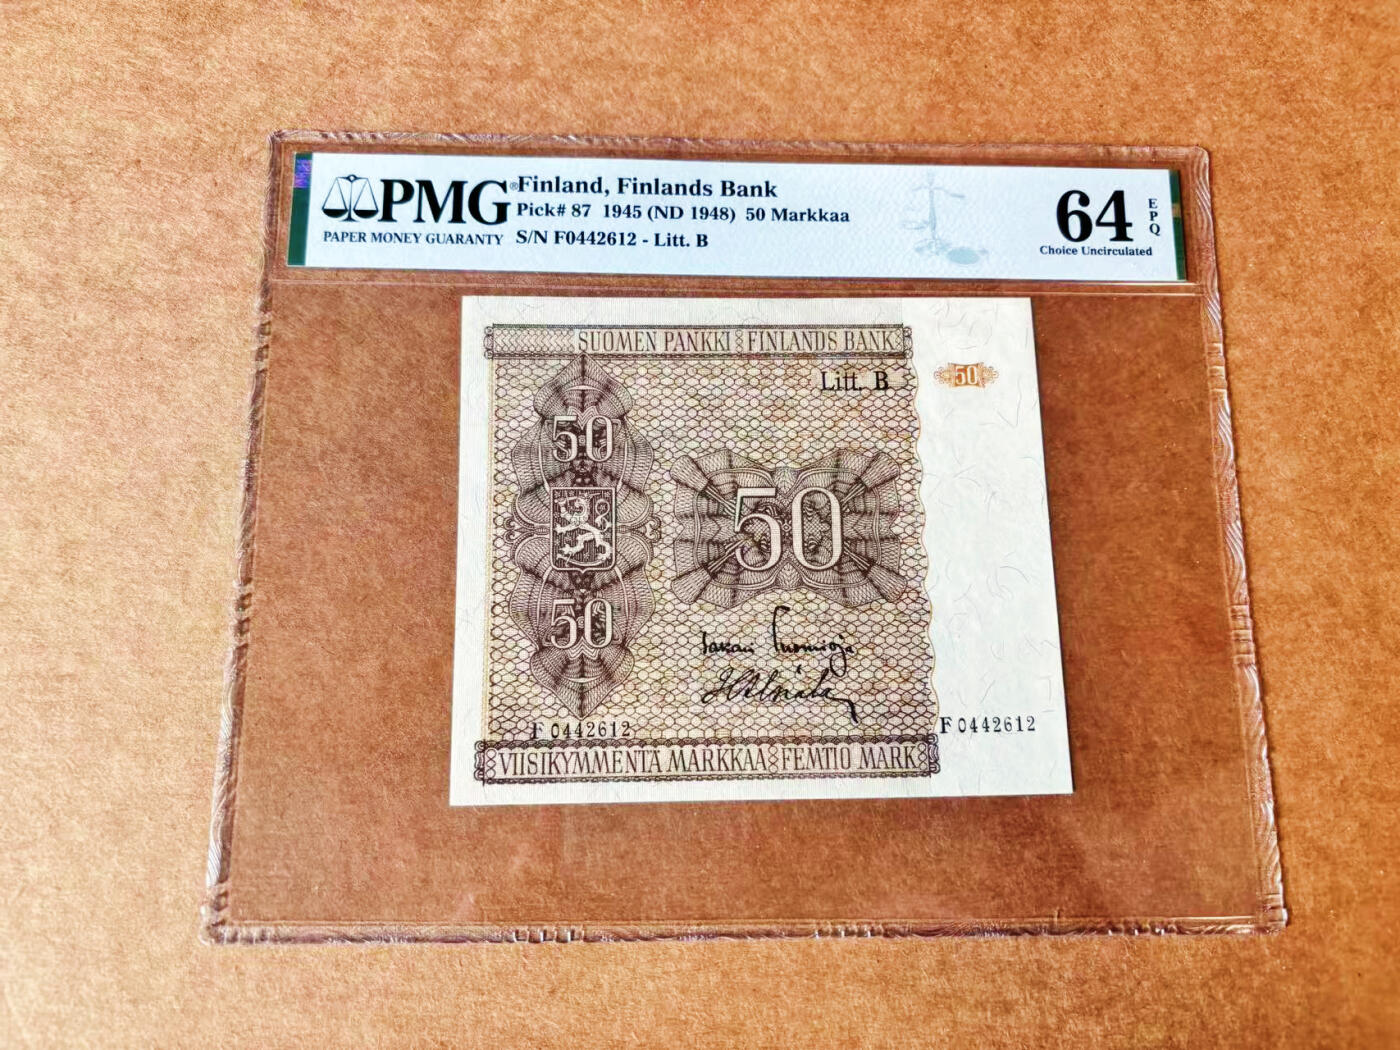 PMG®
PAPER MONEY GUARANTY
Finland, Finlands Bank
Pick# 87 1945 (ND 1948) 50 Markkaa
S/N F0442612 - Litt. B
64
EPQ
Choice Uncirculated
SUOMEN PANKKI FINLANDS BANK
Litt. B
50
50
50
50
F 0442612
F 0442612
VIISIKYMMENTÄ MARKKAA FEMTIO MARK